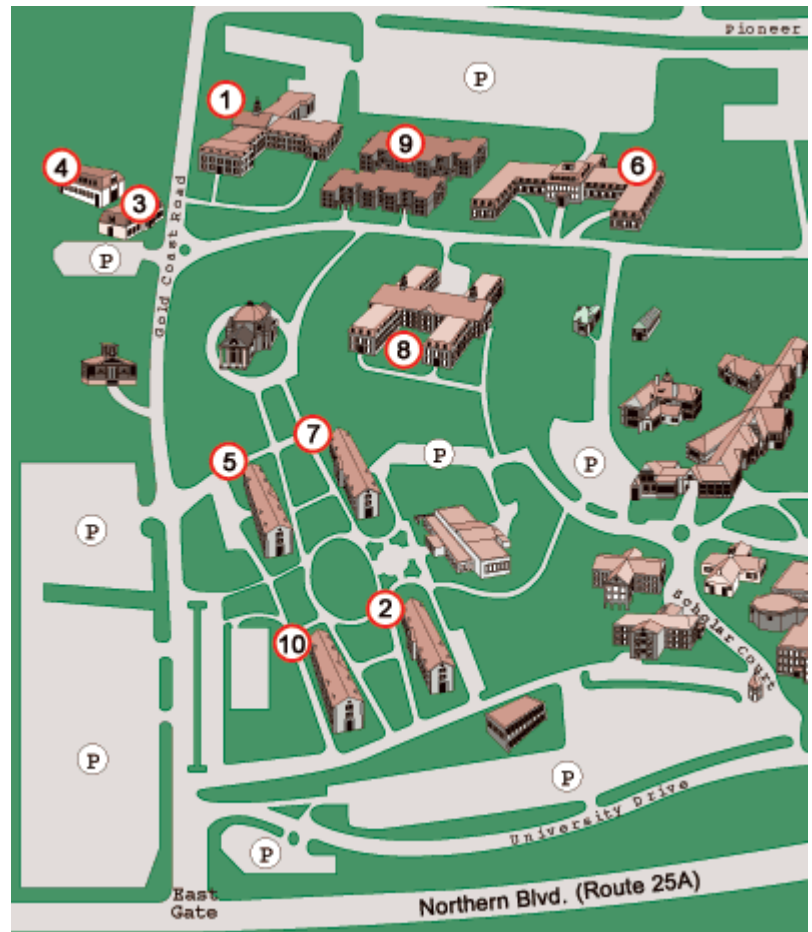 Pioneer
P
1
9
6
4
3
P
Gold Coast Road
8
7
5
P
P
P
2
10
Scholar Court
P
P
University Drive
P
East
Gate
Northern Blvd. (Route 25A)